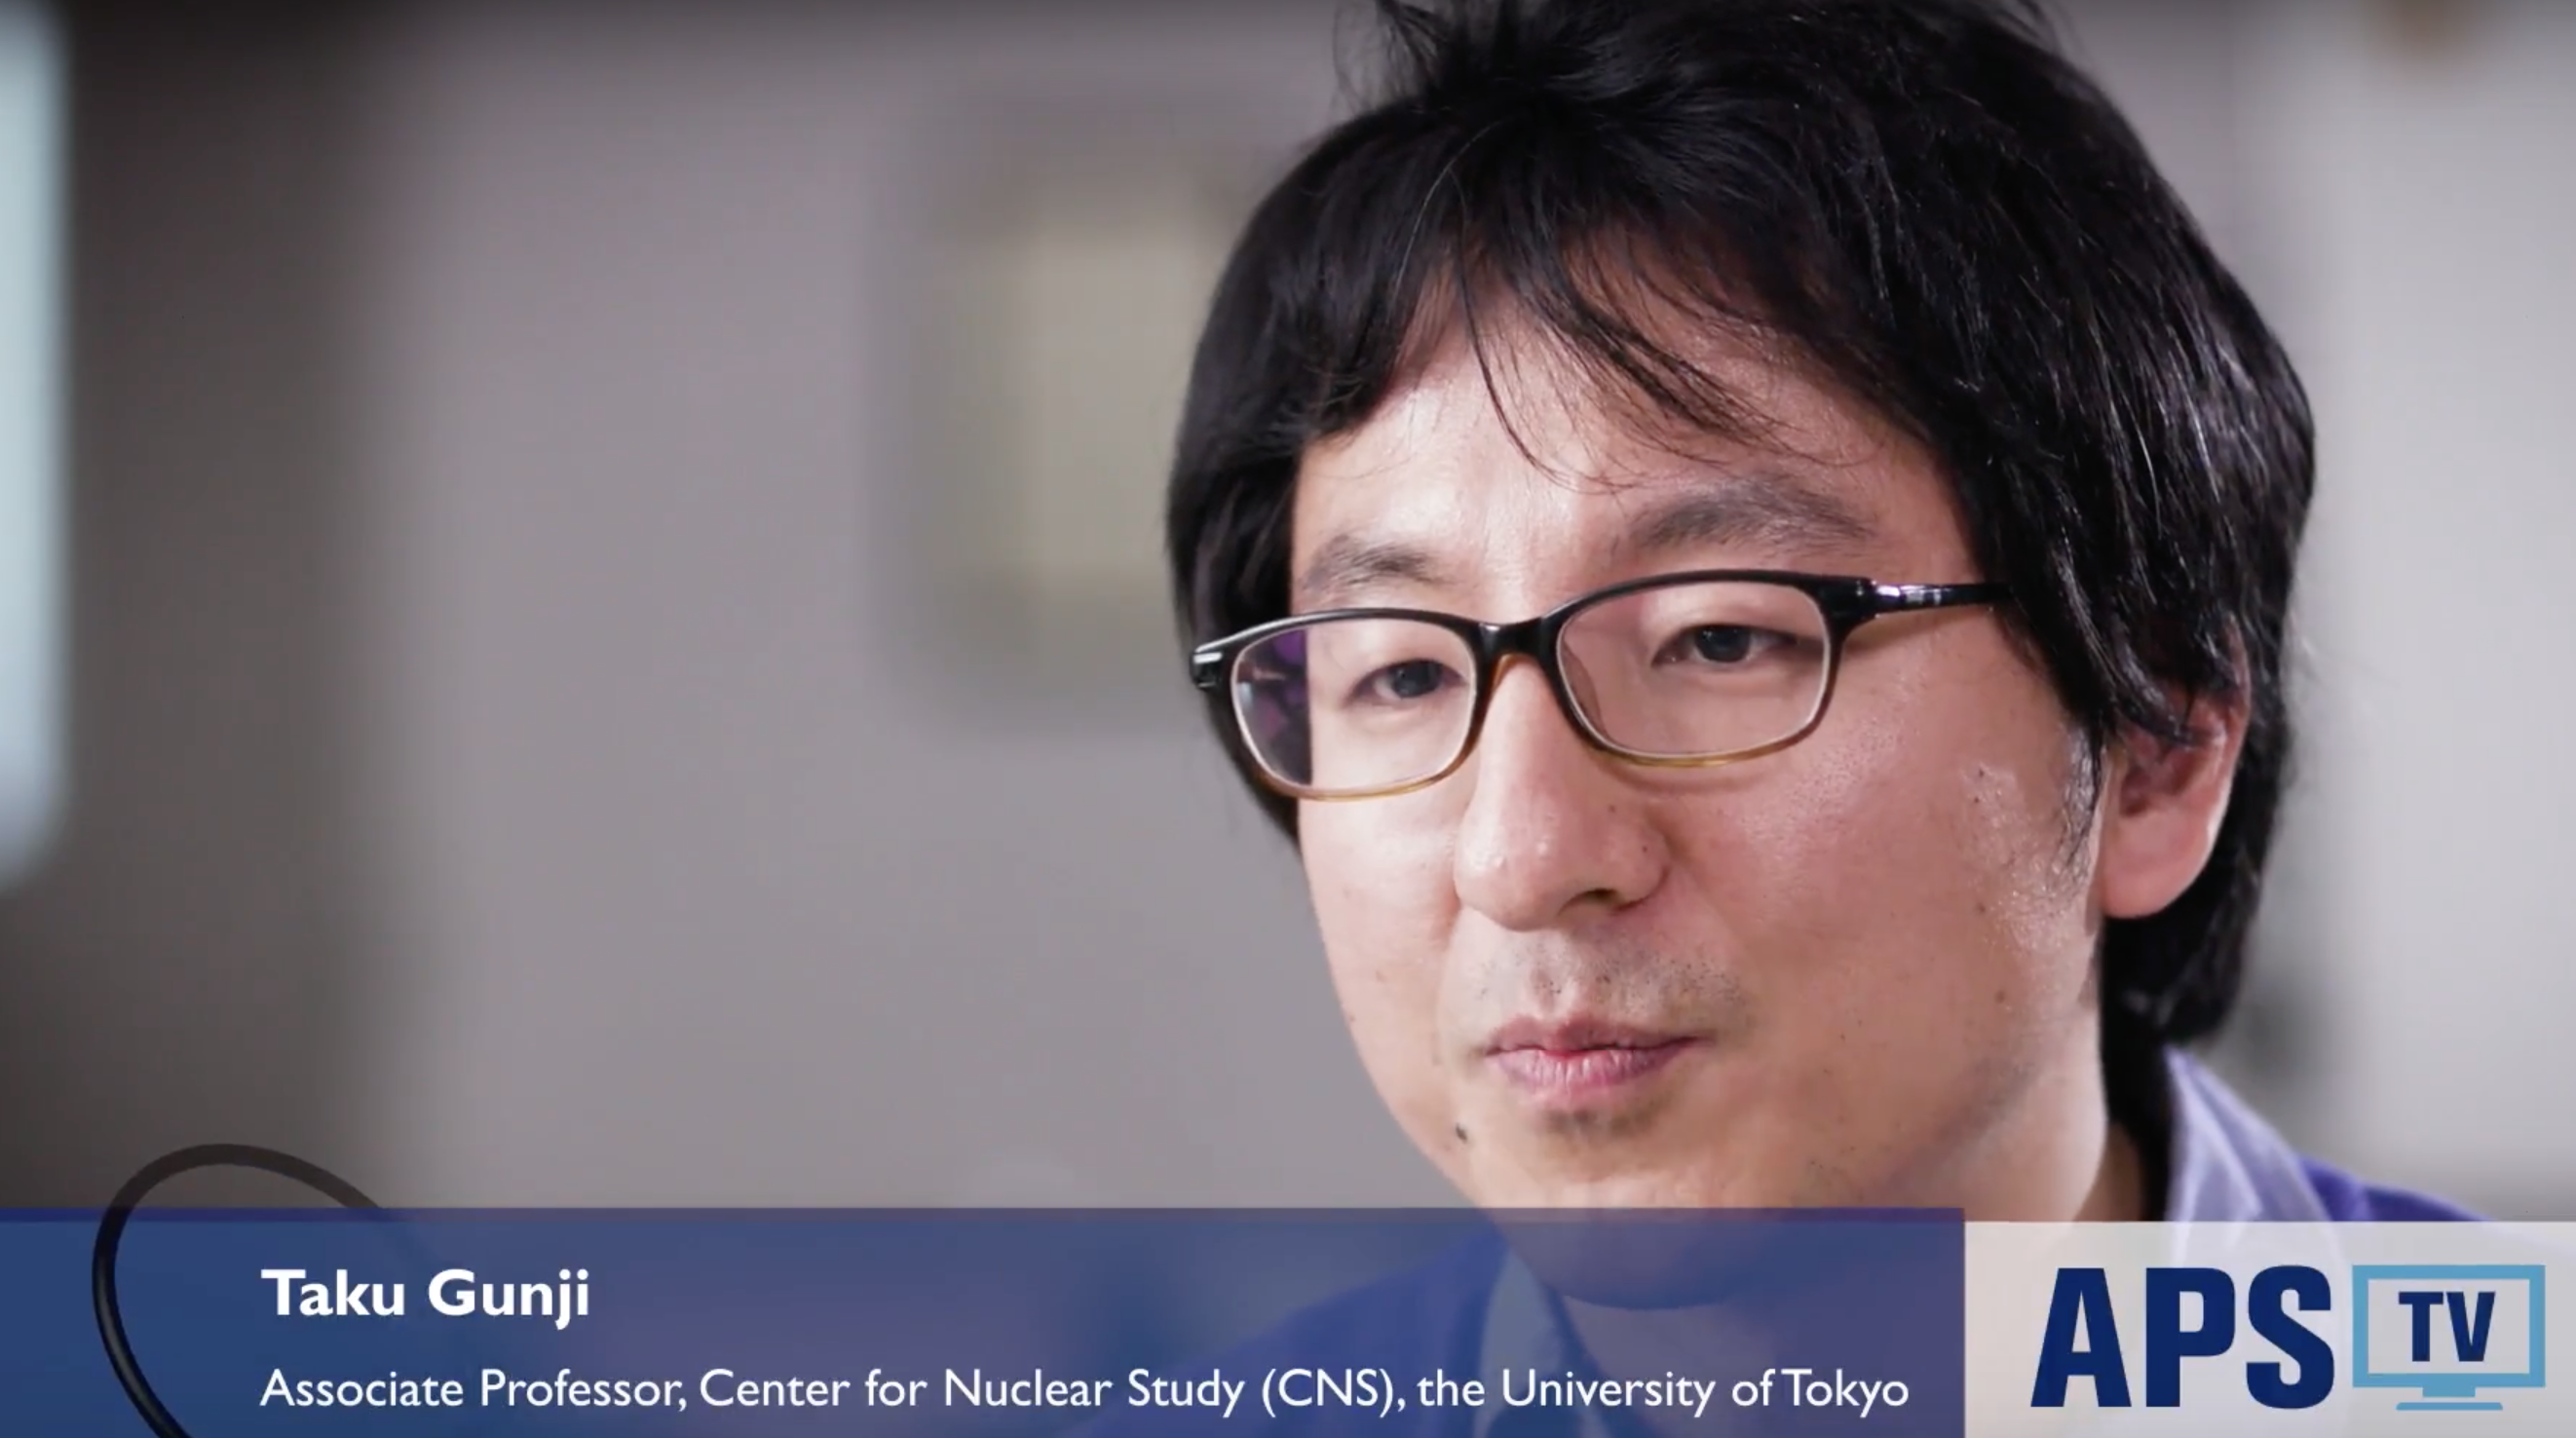 Taku Gunji
Associate Professor, Center for Nuclear Study (CNS), the University of Tokyo
APS TV